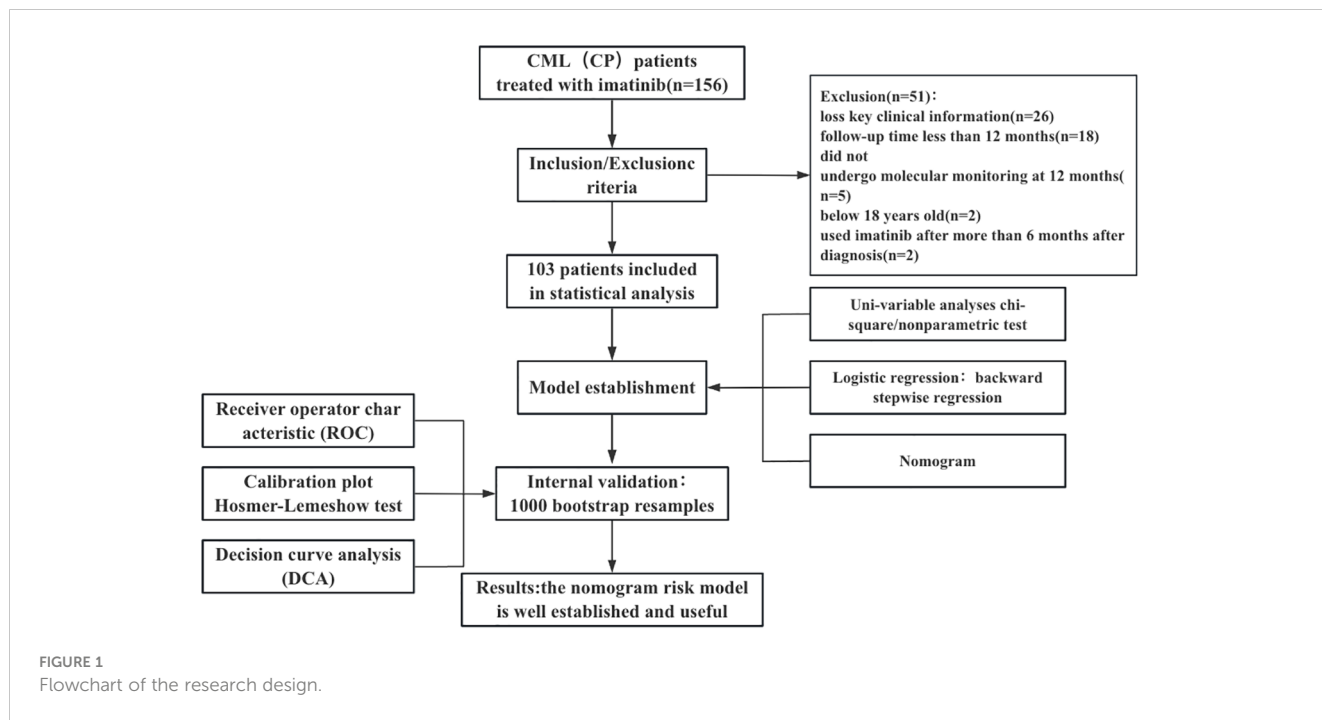 CML（CP）patients
treated with imatinib(n=156)
Exclusion(n=51)：
loss key clinical information(n=26)
follow-up time less than 12 months(n=18)
did not
undergo molecular monitoring at 12 months(
n=5)
below 18 years old(n=2)
used imatinib after more than 6 months after
diagnosis(n=2)
Inclusion/Exclusionc
riteria
103 patients included
in statistical analysis
Uni-variable analyses chi-
square/nonparametric test
Model establishment
Logistic regression：backward
stepwise regression
Nomogram
Receiver operator char
acteristic (ROC)
Calibration plot
Hosmer-Lemeshow test
Decision curve analysis
(DCA)
Internal validation：
1000 bootstrap resamples
Results:the nomogram risk model
is well established and useful
FIGURE 1
Flowchart of the research design.